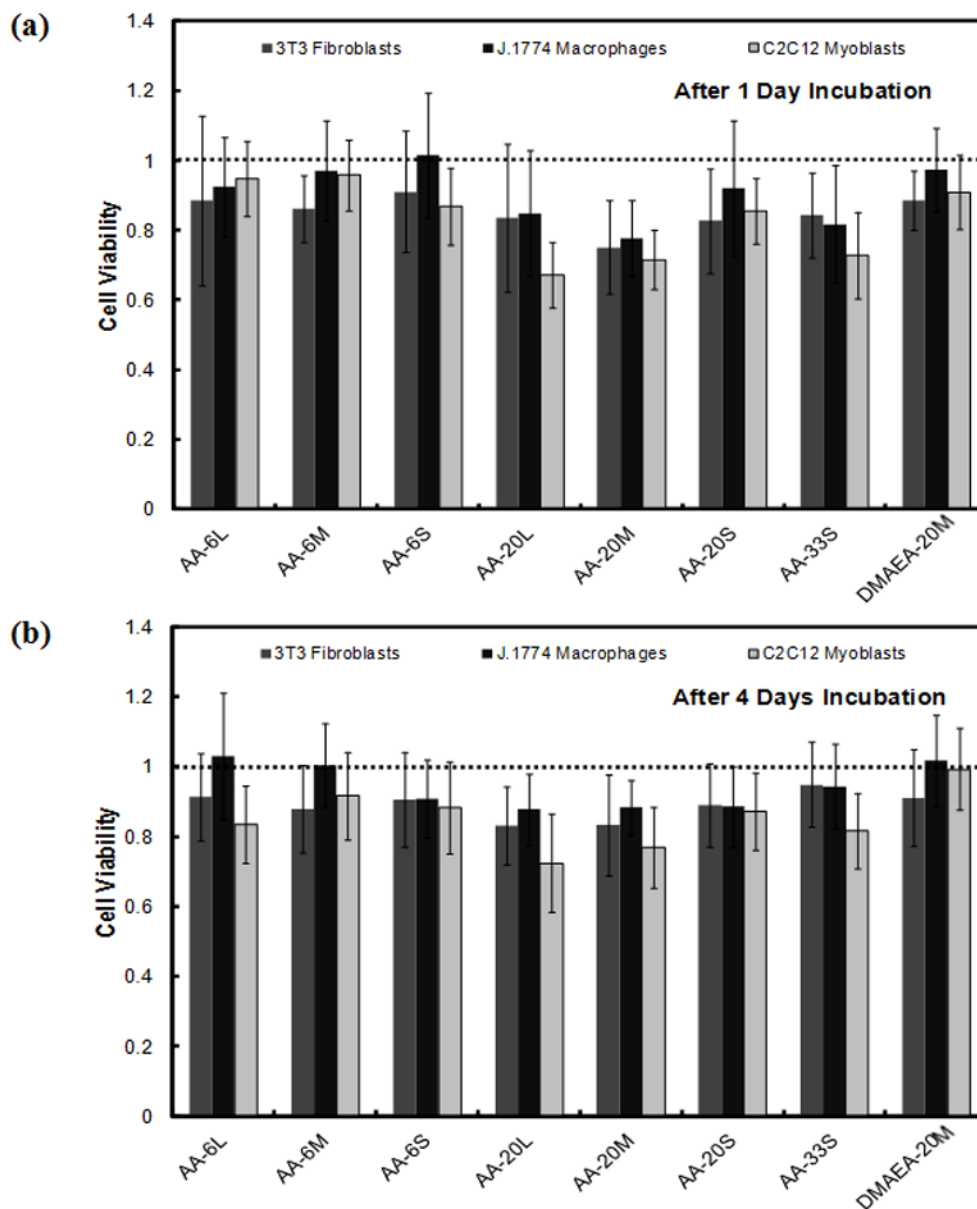 (a)
1.4
3T3 Fibroblasts J.1774 Macrophages C2C12 Myoblasts
After 1 Day Incubation
1.2
1
0.8
0.6
0.4
0.2
0
Cell Viability
AA-6L AA-6M AA-6S AA-20L AA-20M AA-20S AA-33S DMAEA-20M
(b)
1.4
3T3 Fibroblasts J.1774 Macrophages C2C12 Myoblasts
After 4 Days Incubation
1.2
1
0.8
0.6
0.4
0.2
0
Cell Viability
AA-6L AA-6M AA-6S AA-20L AA-20M AA-20S AA-33S DMAEA-20M